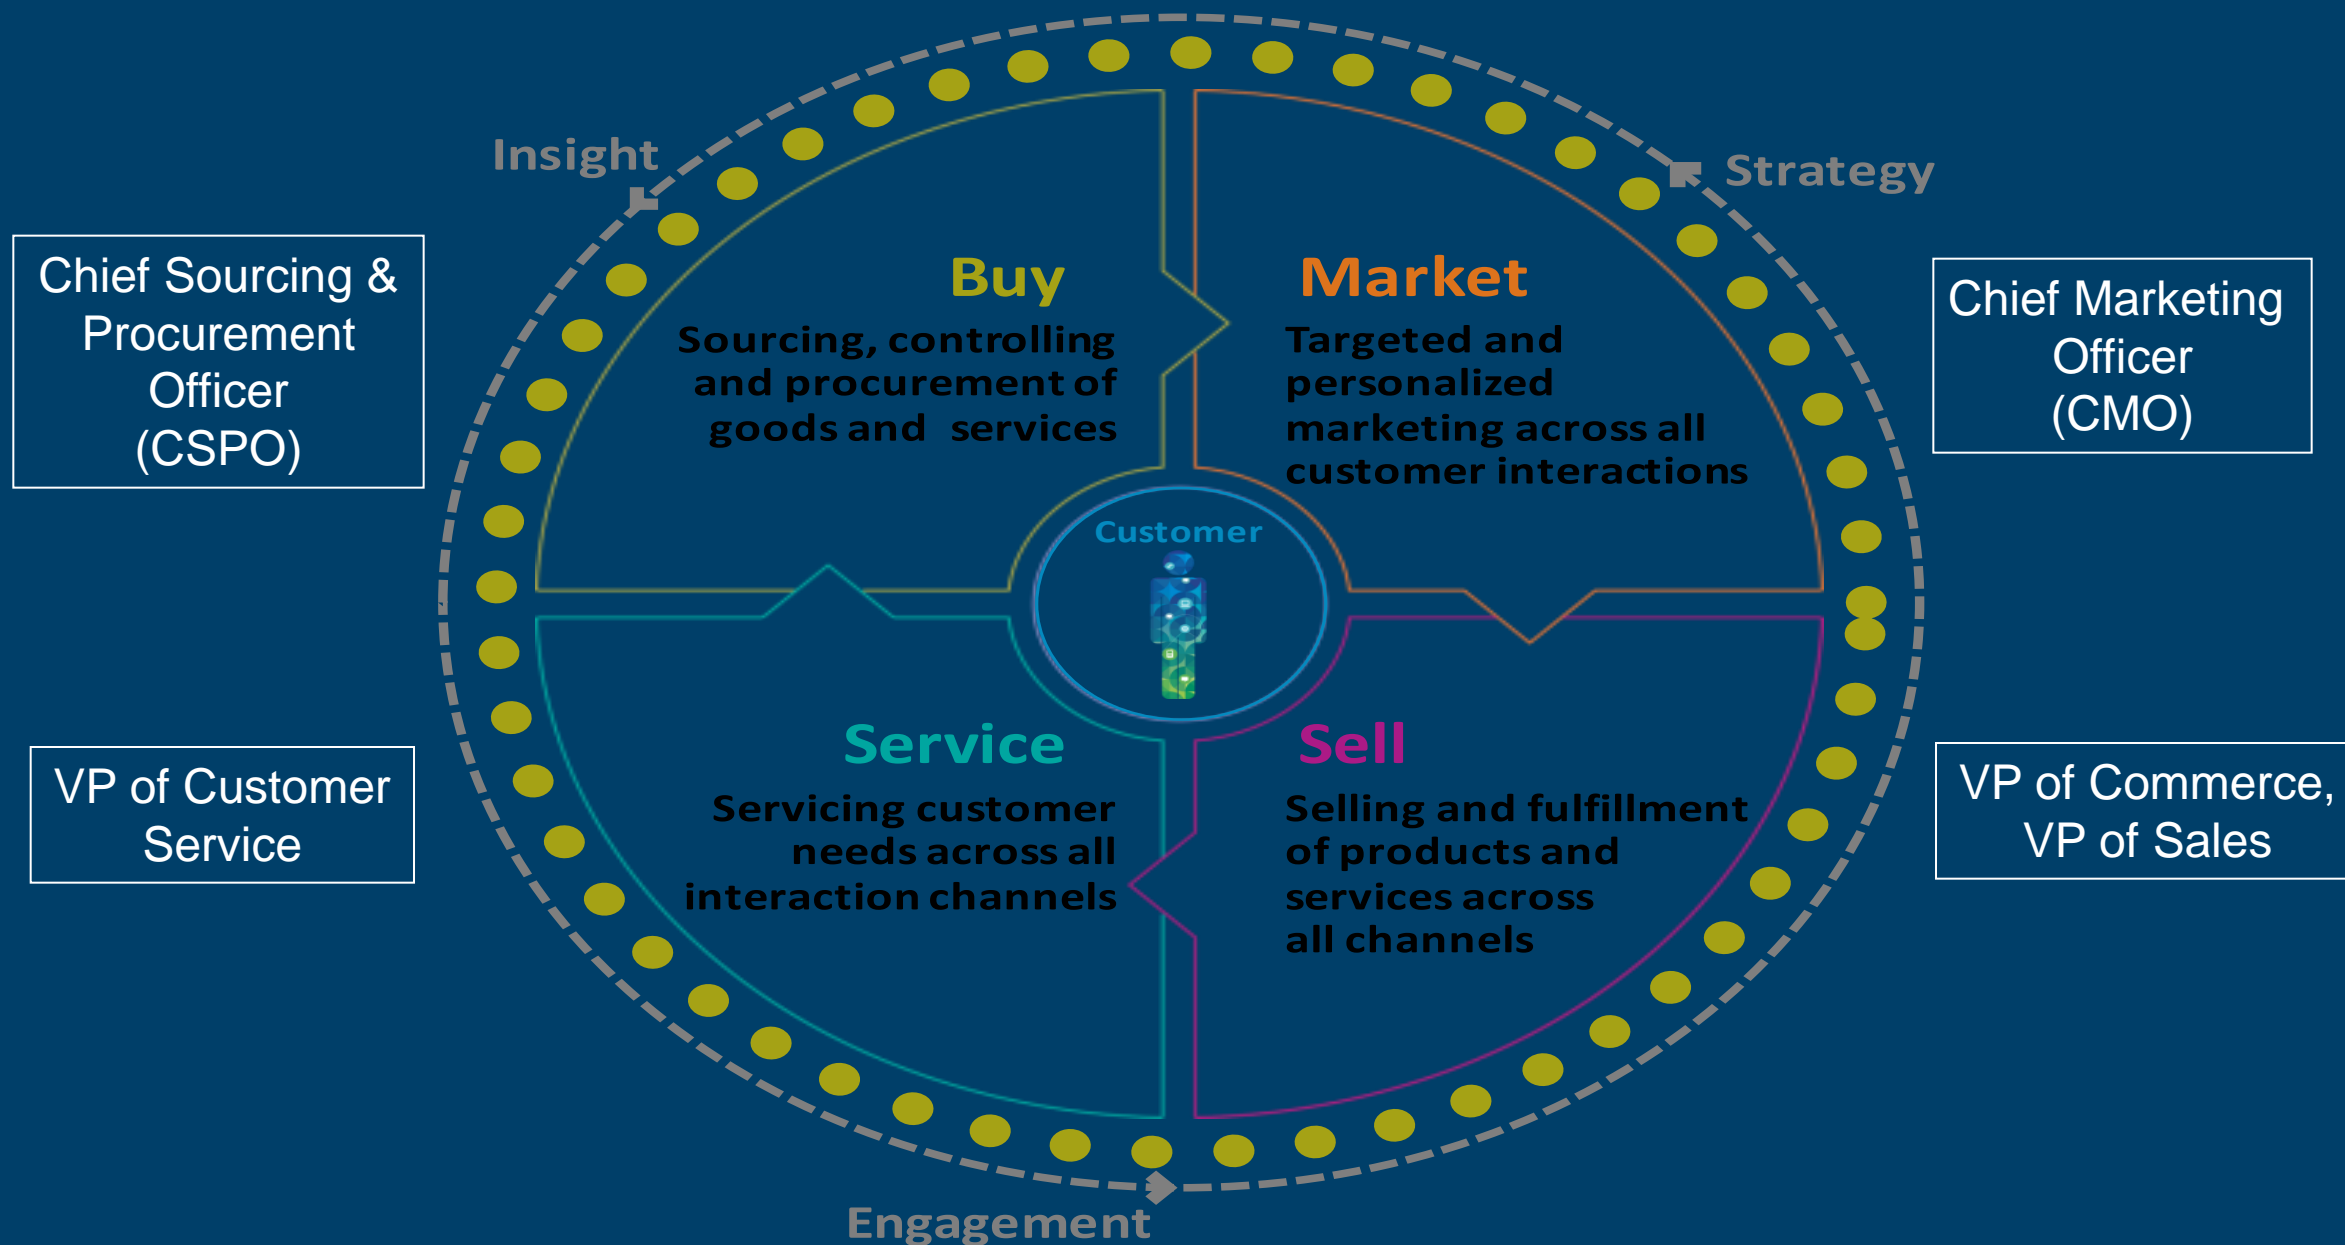 Insight
Strategy
Chief Sourcing &
Procurement
Officer
(CSPO)
Buy
Sourcing, controlling
and procurement of
goods and services
Market
Targeted and
personalized
marketing across all
customer interactions
Chief Marketing
Officer
(CMO)
Customer
VP of Customer
Service
Service
Servicing customer
needs across all
interaction channels
Sell
Selling and fulfillment
of products and
services across
all channels
VP of Commerce,
VP of Sales
Engagement